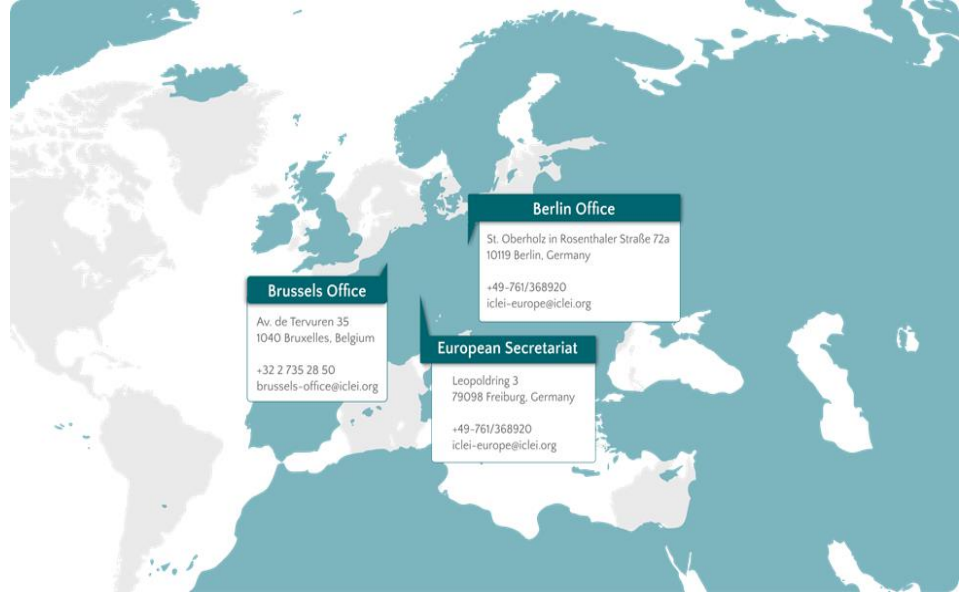 Berlin Office
St. Oberholz in Rosenthaler Straße 72a
10119 Berlin, Germany
+49-761/368920
iclei-europe@iclei.org
Brussels Office
Av. de Tervuren 35
1040 Bruxelles, Belgium
+32 2 735 28 50
brussels-office@iclei.org
European Secretariat
Leopoldring 3
79098 Freiburg, Germany
+49-761/368920
iclei-europe@iclei.org